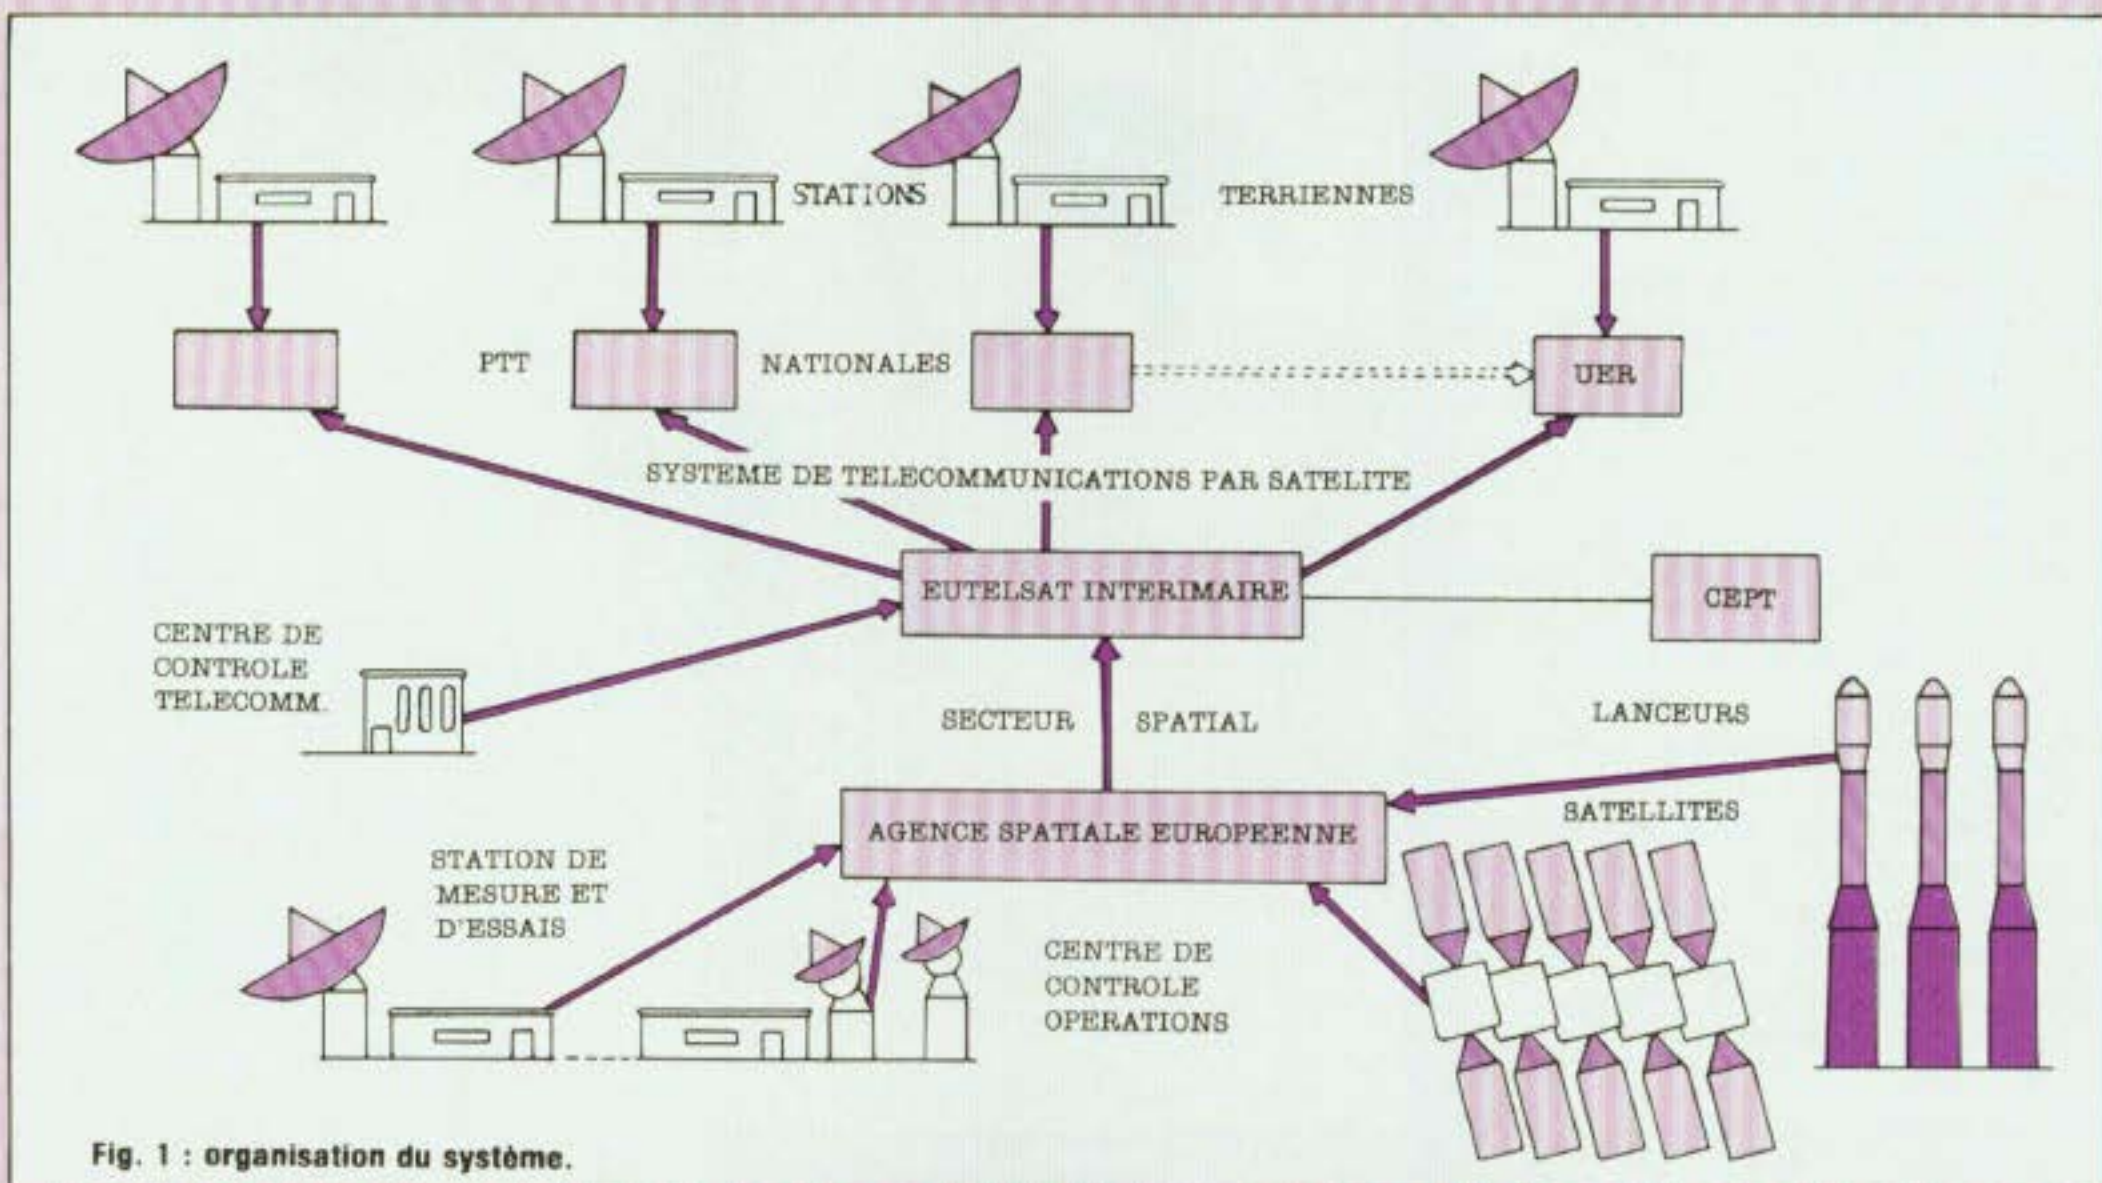 STATIONS TERRIENNES
PTT NATIONALES
UER
SYSTEME DE TELECOMMUNICATIONS PAR SATELITE
EUTELSAT INTERIMAIRE
CEPT
CENTRE DE
CONTROLE
TELECOMM.
SECTEUR SPATIAL
LANCEURS
SATELLITES
AGENCE SPATIALE EUROPEENNE
STATION DE
MESURE ET
D'ESSAIS
CENTRE DE
CONTROLE
OPERATIONS
Fig. 1 : organisation du système.